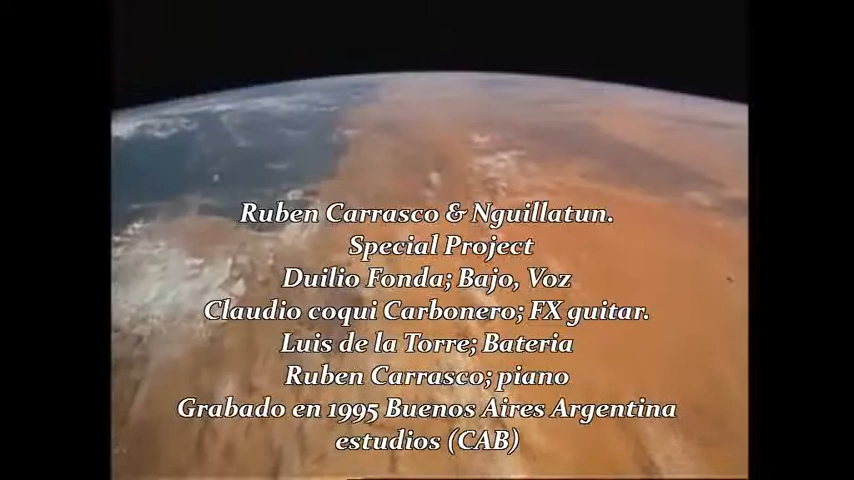 Ruben Carrasco & Nguillatun.
Special Project
Duilio Fonda; Bajo, Voz
Claudio coqui Carbonero; FX guitar.
Luis de la Torre; Bateria
Ruben Carrasco; piano
Grabado en 1995 Buenos Aires Argentina
estudios (CAB)